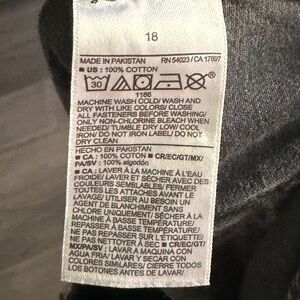 18
MADE IN PAKISTAN RN 54023 / CA 17897
■ US : 100% COTTON
30
1166
MACHINE WASH COLD/ WASH AND
DRY WITH LIKE COLORS/ CLOSE
ALL FASTENERS BEFORE WASHING/
ONLY NON-CHLORINE BLEACH WHEN
NEEDED/ TUMBLE DRY LOW/ COOL
IRON/ DO NOT IRON LABEL/ DO NOT
DRY CLEAN
HECHO EN PAKISTAN
■ CA : 100% COTON ■ CR/EC/GT/MX/
PA/SV : 100% algodón
■ CA : LAVER À LA MACHINE À L'EAU
FROIDE/ LAVER ET SÉCHER AVEC DES
COULEURS SEMBLABLES/ FERMER
TOUTES LES ATTACHES AVANT LE
LAVAGE/ UTILISER AU BESOIN UN
AGENT DE BLANCHIMENT SANS
CHLORE UNIQUEMENT/ SÉCHER À LA
MACHINE À BASSE TEMPÉRATURE/
REPASSER À BASSE TEMPÉRATURE/
NE PAS REPASSER SUR L'ÉTIQUETTE/
NE PAS NETTOYER À SEC ■ CR/EC/GT/
MX/PA/SV : LAVAR A MÁQUINA CON
AGUA FRÍA/ LAVAR Y SECAR CON
COLORES SIMILARES/ CIERRE TODOS
LOS BOTONES ANTES DE LAVAR/